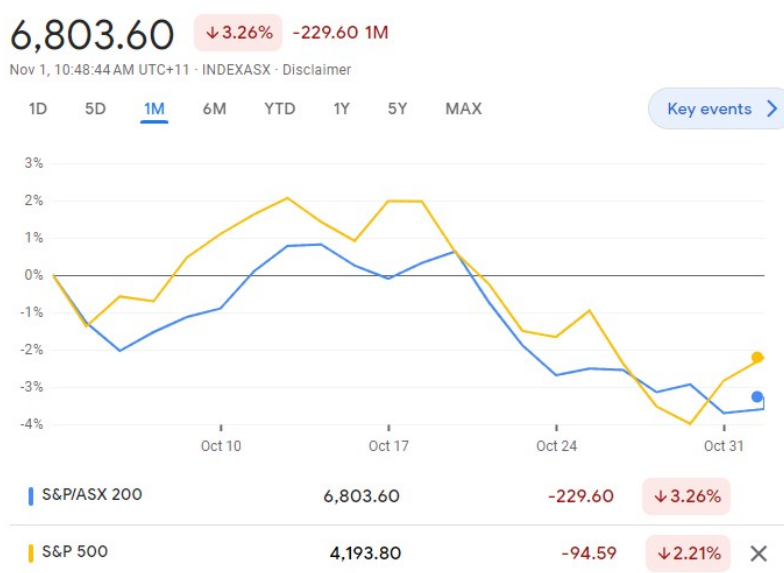 6,803.60 ↓3.26% -229.60 1M
Nov 1, 10:48:44 AM UTC+11 · INDEXASX · Disclaimer
1D 5D 1M 6M YTD 1Y 5Y MAX Key events >
3%
2%
1%
0%
-1%
-2%
-3%
-4%
Oct 10 Oct 17 Oct 24 Oct 31
S&P/ASX 200 6,803.60 -229.60 ↓3.26%
S&P 500 4,193.80 -94.59 ↓2.21% ×